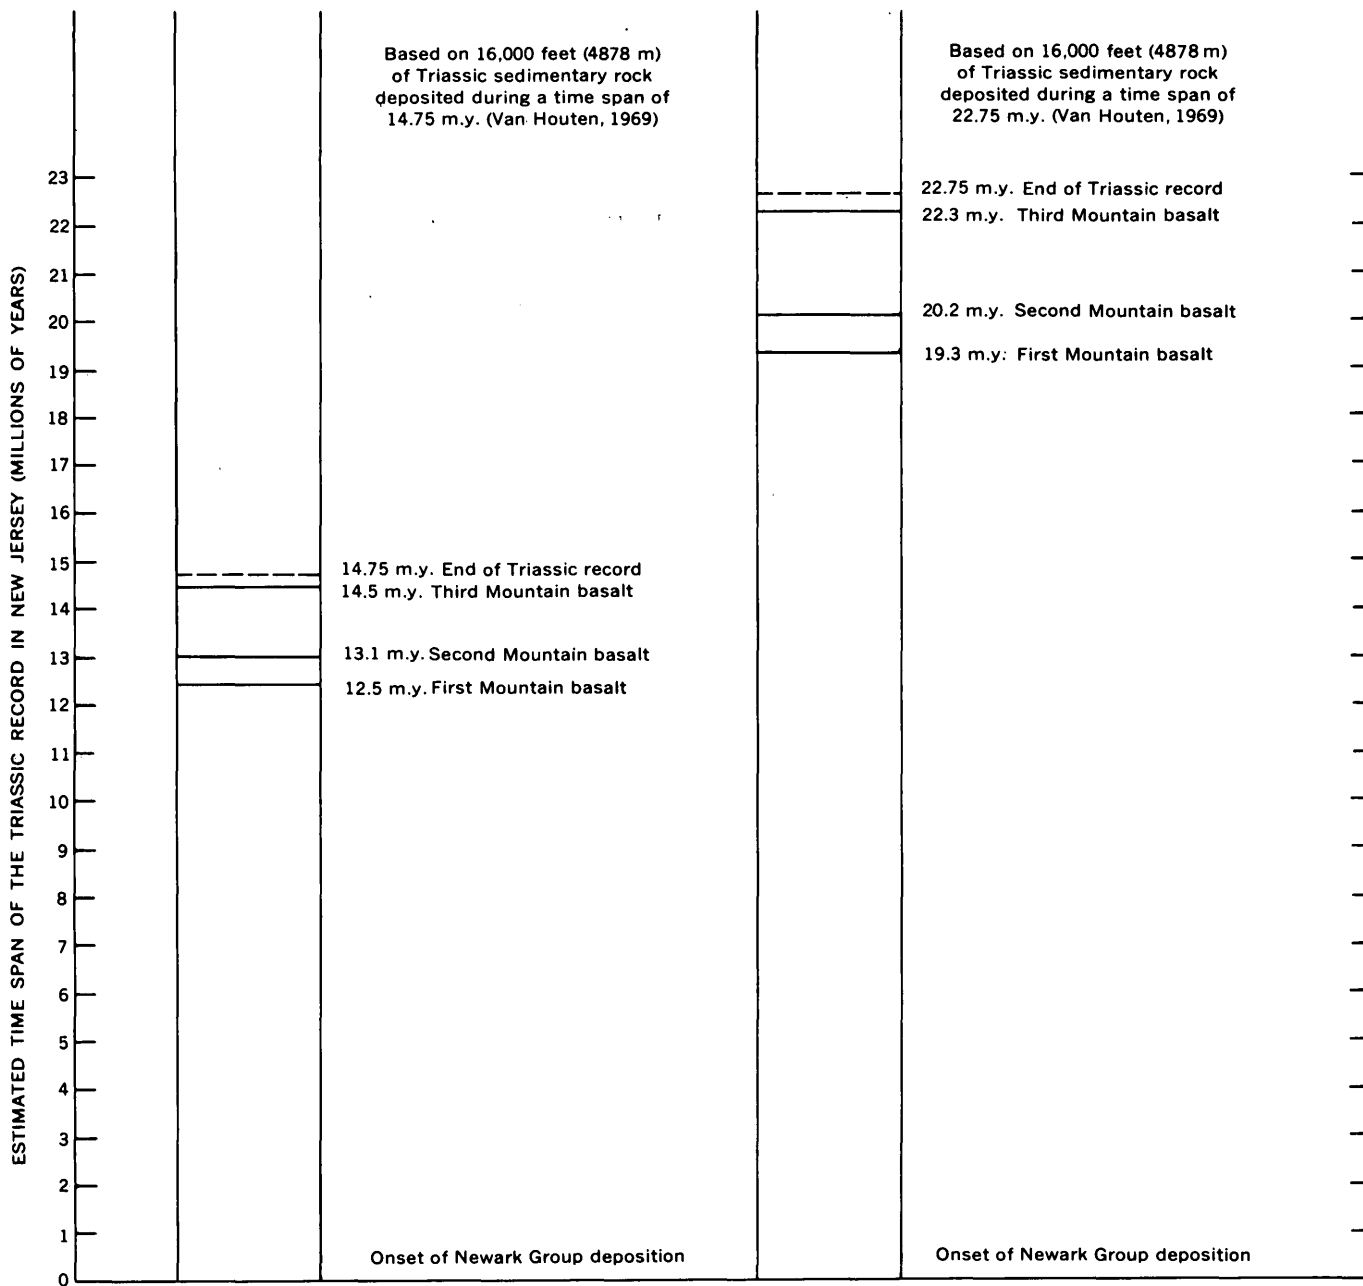 ESTIMATED TIME SPAN OF THE TRIASSIC RECORD IN NEW JERSEY (MILLIONS OF YEARS)
23
22
21
20
19
18
17
16
15
14
13
12
11
10
9
8
7
6
5
4
3
2
1
0
Based on 16,000 feet (4878 m)
of Triassic sedimentary rock
deposited during a time span of
14.75 m.y. (Van Houten, 1969)
14.75 m.y. End of Triassic record
14.5 m.y. Third Mountain basalt
13.1 m.y. Second Mountain basalt
12.5 m.y. First Mountain basalt
Onset of Newark Group deposition
Based on 16,000 feet (4878 m)
of Triassic sedimentary rock
deposited during a time span of
22.75 m.y. (Van Houten, 1969)
22.75 m.y. End of Triassic record
22.3 m.y. Third Mountain basalt
20.2 m.y. Second Mountain basalt
19.3 m.y: First Mountain basalt
Onset of Newark Group deposition